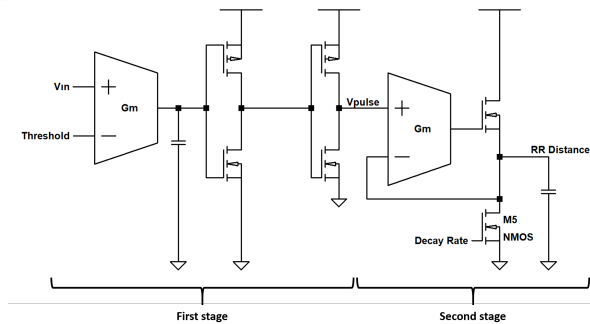 Vin
Gm
Threshold
Vpulse
Gm
RR Distance
M5
NMOS
Decay Rate
First stage
Second stage